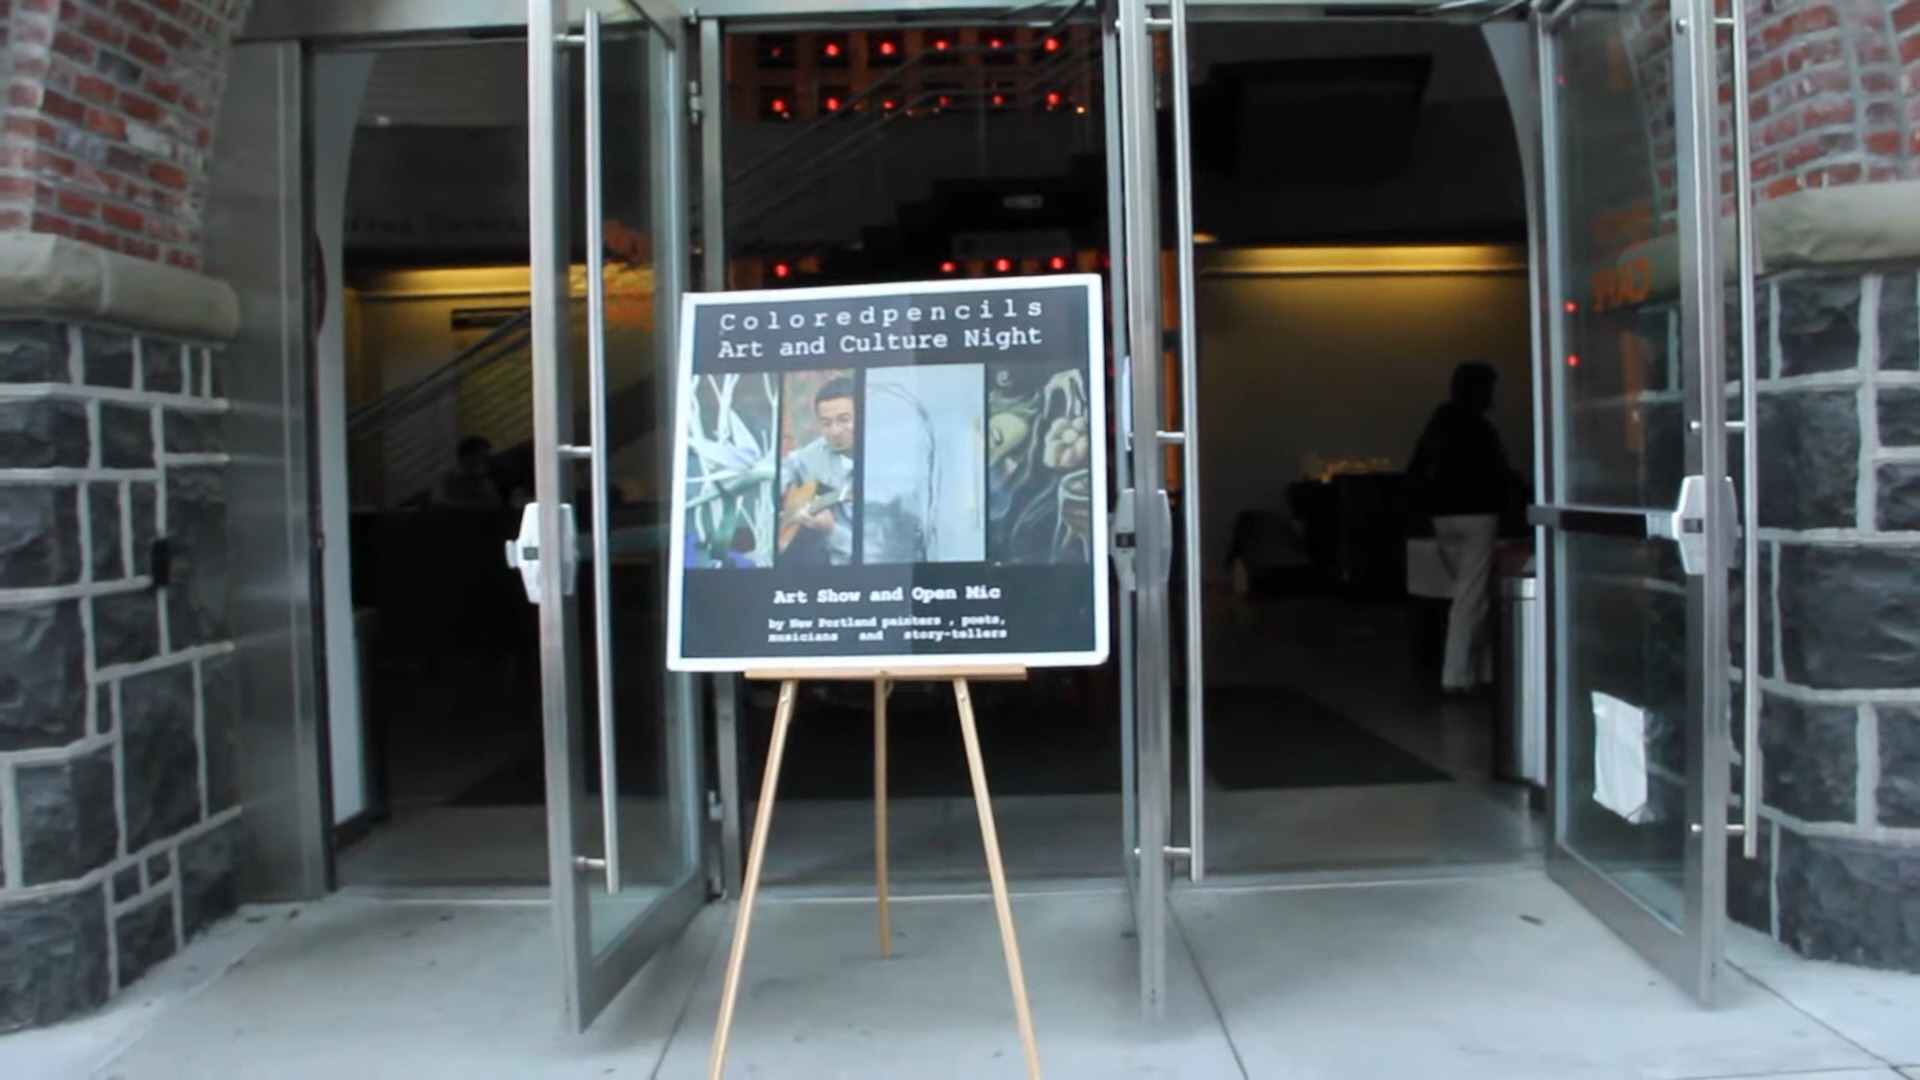 Coloredpencils
Art and Culture Night
Art Show and Open Mic
by New Portland painters , poets,
musicians and story-tellers